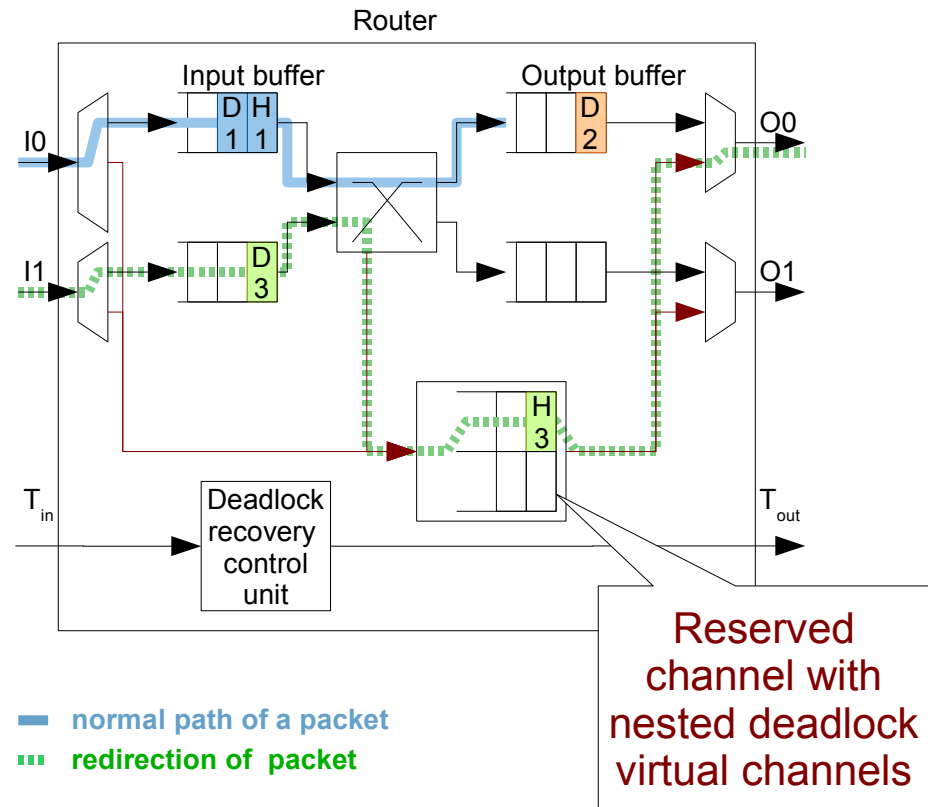 Router
Input buffer
Output buffer
D H
1 1
D
2
I0
O0
I1
D
3
O1
H
3
T in
Deadlock
recovery
control
unit
T out
Reserved
channel with
nested deadlock
virtual channels
normal path of a packet
redirection of packet